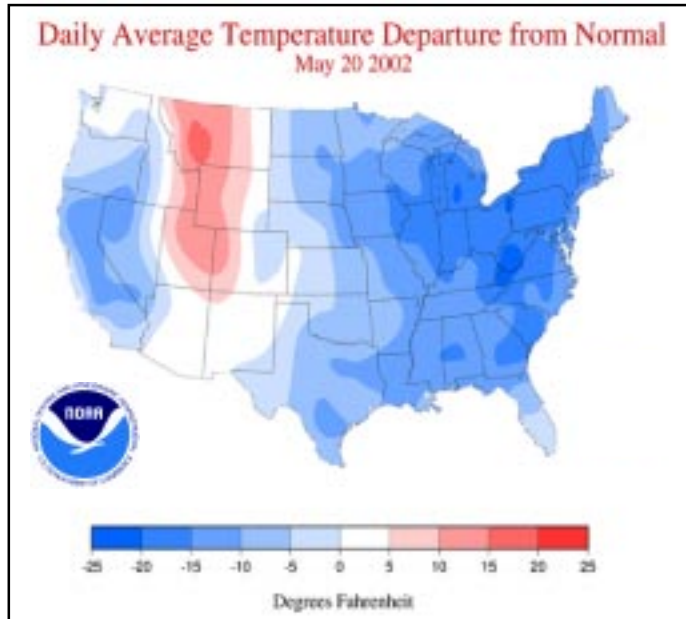 Daily Average Temperature Departure from Normal
May 20 2002
NOAA
-25 -20 -15 -10 -5 0 5 10 15 20 25
Degrees Fahrenheit